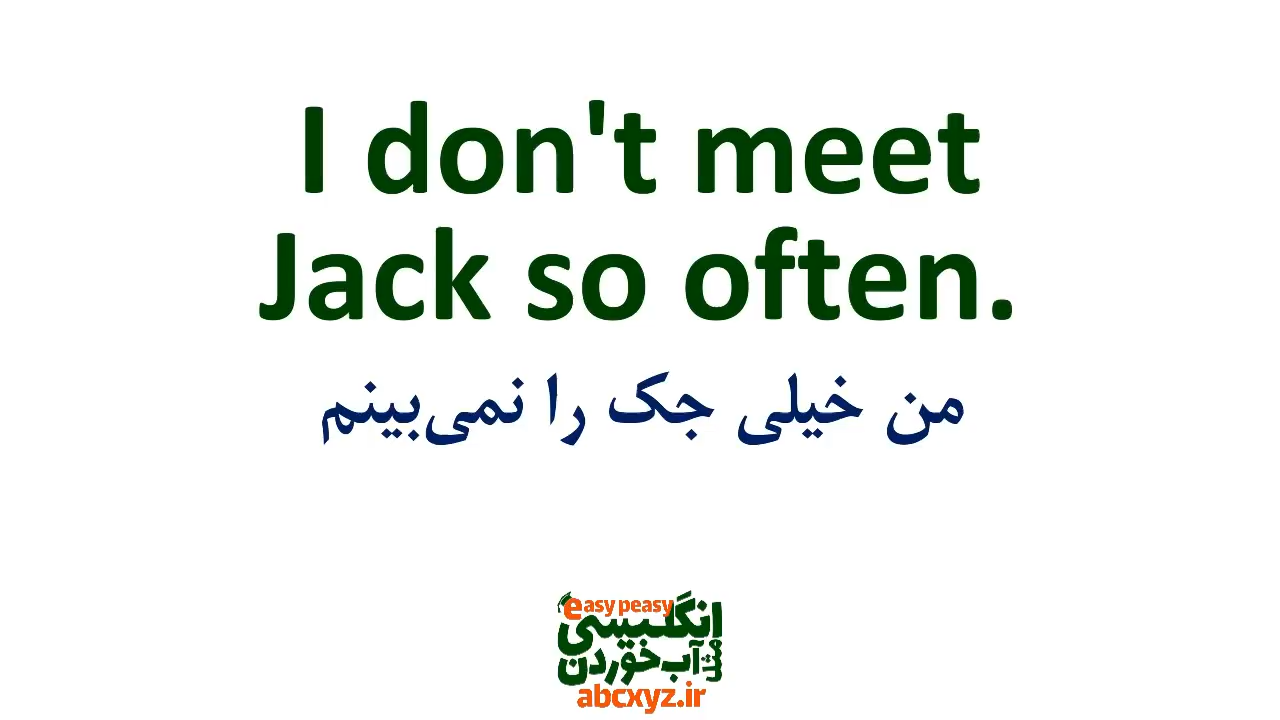 I don't meet
Jack so often.
من خیلی جک را نمی‌بینم
easy peasy
انگلیسی
مثل آب خوردن
abcxyz.ir